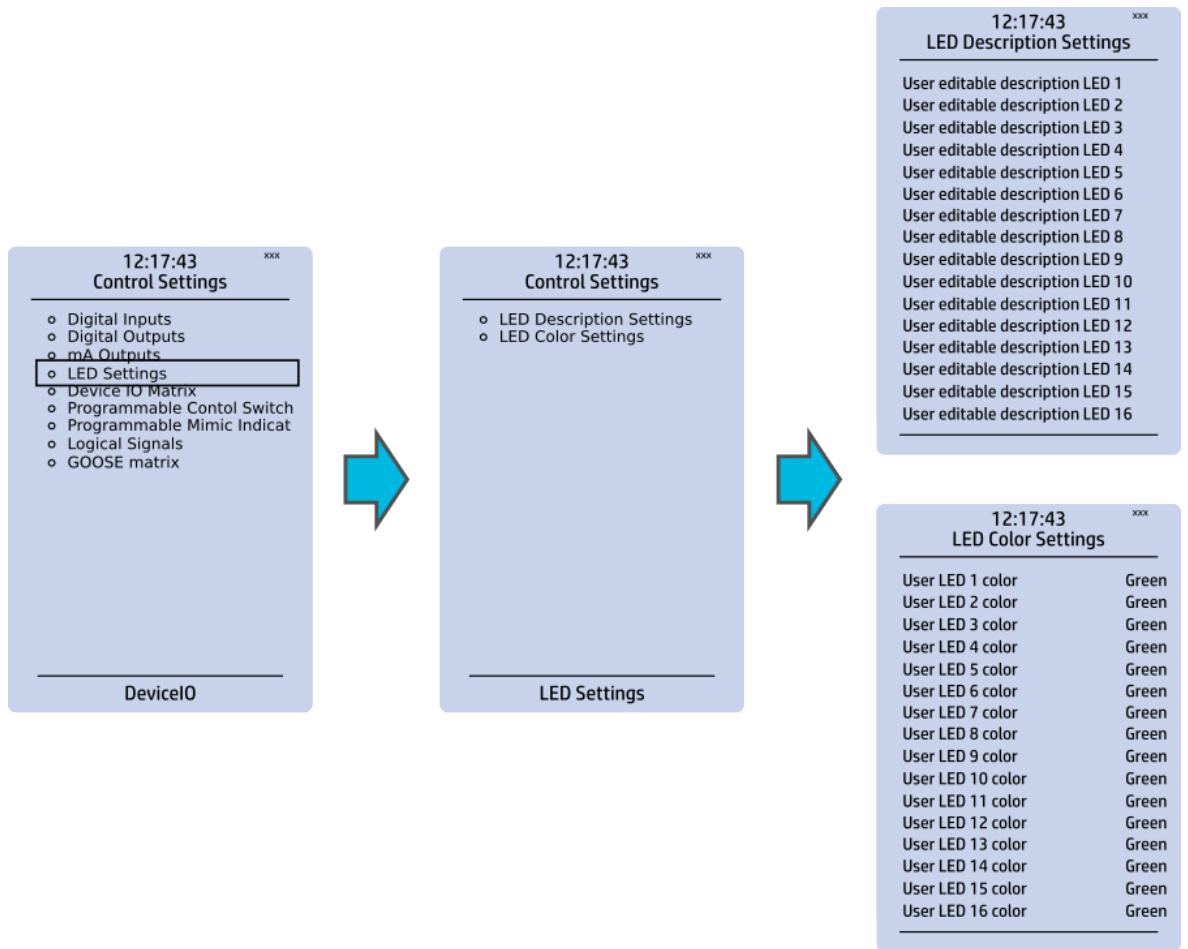 12:17:43 xxx
Control Settings
Digital Inputs
Digital Outputs
mA Outputs
LED Settings
Device IO Matrix
Programmable Contol Switch
Programmable Mimic Indicat
Logical Signals
GOOSE matrix
DeviceIO
12:17:43 xxx
Control Settings
LED Description Settings
LED Color Settings
LED Settings
12:17:43 xxx
LED Description Settings
User editable description LED 1
User editable description LED 2
User editable description LED 3
User editable description LED 4
User editable description LED 5
User editable description LED 6
User editable description LED 7
User editable description LED 8
User editable description LED 9
User editable description LED 10
User editable description LED 11
User editable description LED 12
User editable description LED 13
User editable description LED 14
User editable description LED 15
User editable description LED 16
12:17:43 xxx
LED Color Settings
User LED 1 color Green
User LED 2 color Green
User LED 3 color Green
User LED 4 color Green
User LED 5 color Green
User LED 6 color Green
User LED 7 color Green
User LED 8 color Green
User LED 9 color Green
User LED 10 color Green
User LED 11 color Green
User LED 12 color Green
User LED 13 color Green
User LED 14 color Green
User LED 15 color Green
User LED 16 color Green